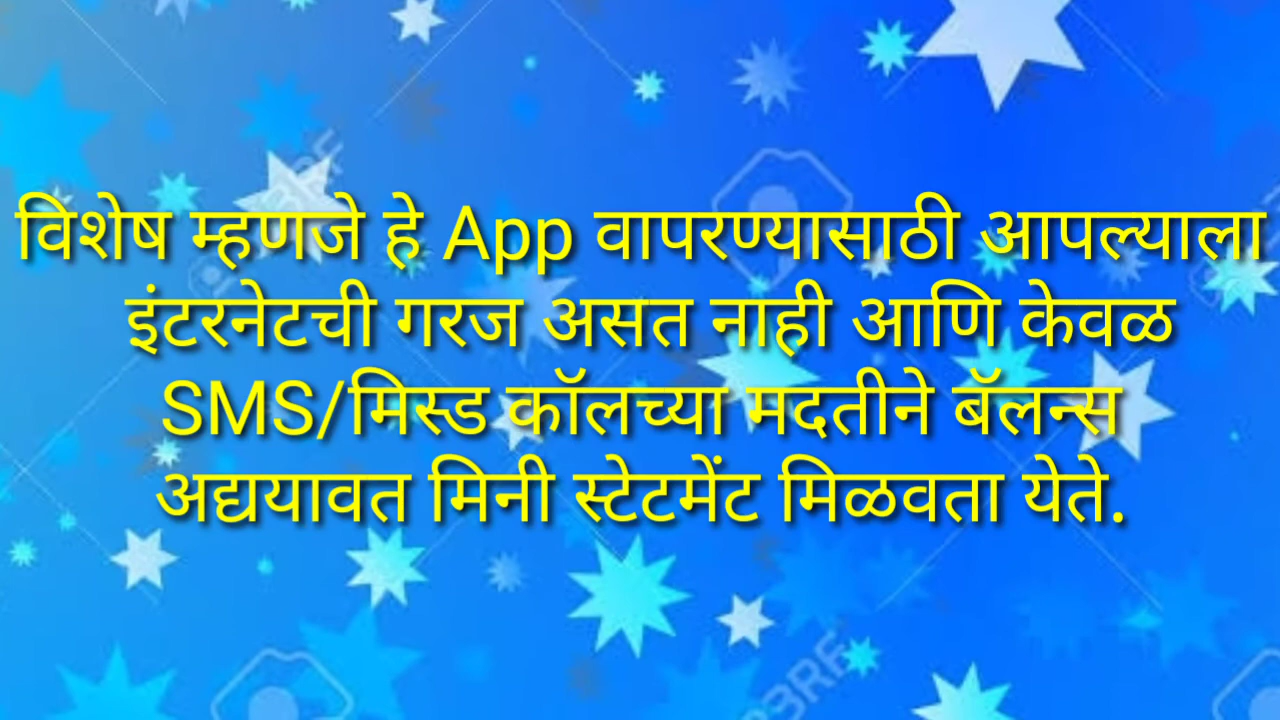 विशेष म्हणजे हे App वापरण्यासाठी आपल्याला
इंटरनेटची गरज असत नाही आणि केवळ
SMS/मिस्ड कॉलच्या मदतीने बॅलन्स
अद्ययावत मिनी स्टेटमेंट मिळवता येते.